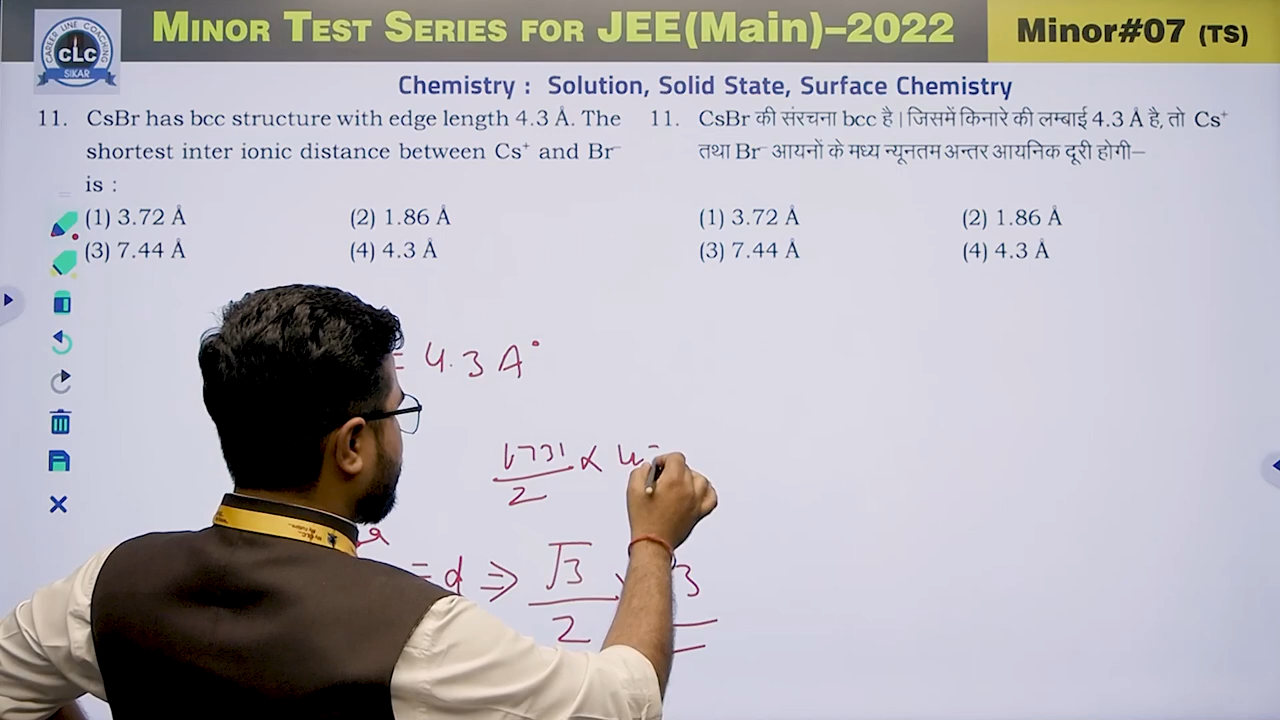 MINOR TEST SERIES FOR JEE(MAIN)–2022
Minor#07 (TS)
CAREER LINE COACHING
CLC
SIKAR
Chemistry : Solution, Solid State, Surface Chemistry
11. CsBr has bcc structure with edge length 4.3 Å. The
shortest inter ionic distance between Cs⁺ and Br⁻
is :
(1) 3.72 Å (2) 1.86 Å
(3) 7.44 Å (4) 4.3 Å
11. CsBr की संरचना bcc है। जिसमें किनारे की लम्बाई 4.3 Å है, तो Cs⁺
तथा Br⁻ आयनों के मध्य न्यूनतम अन्तर आयनिक दूरी होगी–
(1) 3.72 Å (2) 1.86 Å
(3) 7.44 Å (4) 4.3 Å
= 4.3 A°
1.731
2
a
= d ⇒ √3
2
3